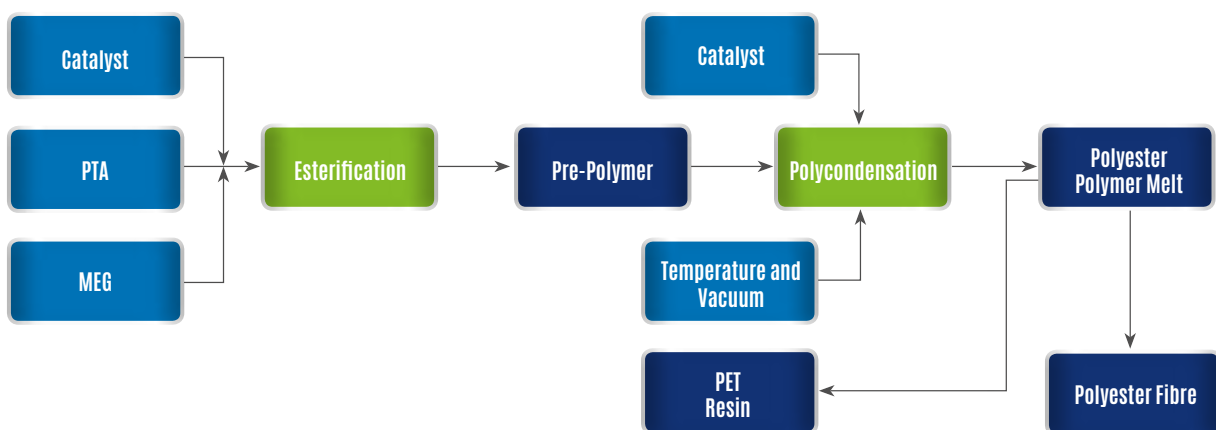 Catalyst
PTA
MEG
Esterification
Pre-Polymer
Catalyst
Polycondensation
Temperature and
Vacuum
Polyester
Polymer Melt
PET
Resin
Polyester Fibre